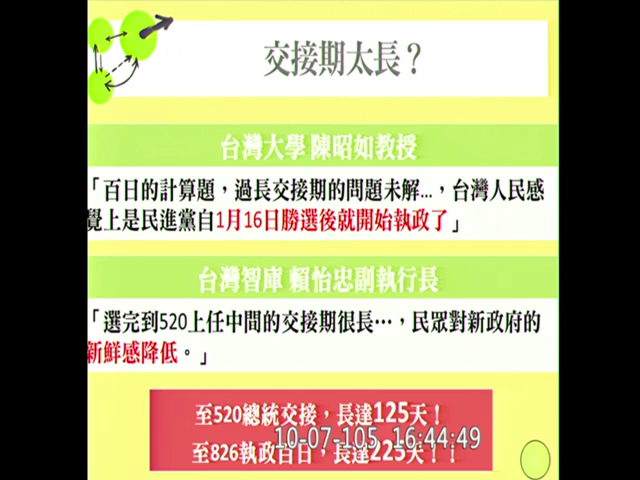 交接期太長？
台灣大學 陳昭如教授
「百日的計算題，過長交接期的問題未解...，台灣人民感
覺上是民進黨自1月16日勝選後就開始執政了」
台灣智庫 賴怡忠副執行長
「選完到520上任中間的交接期很長…，民眾對新政府的
新鮮感降低。」
至520總統交接，長達125天！
10-07-105 16:44:49
至826執政百日，長達225天！！